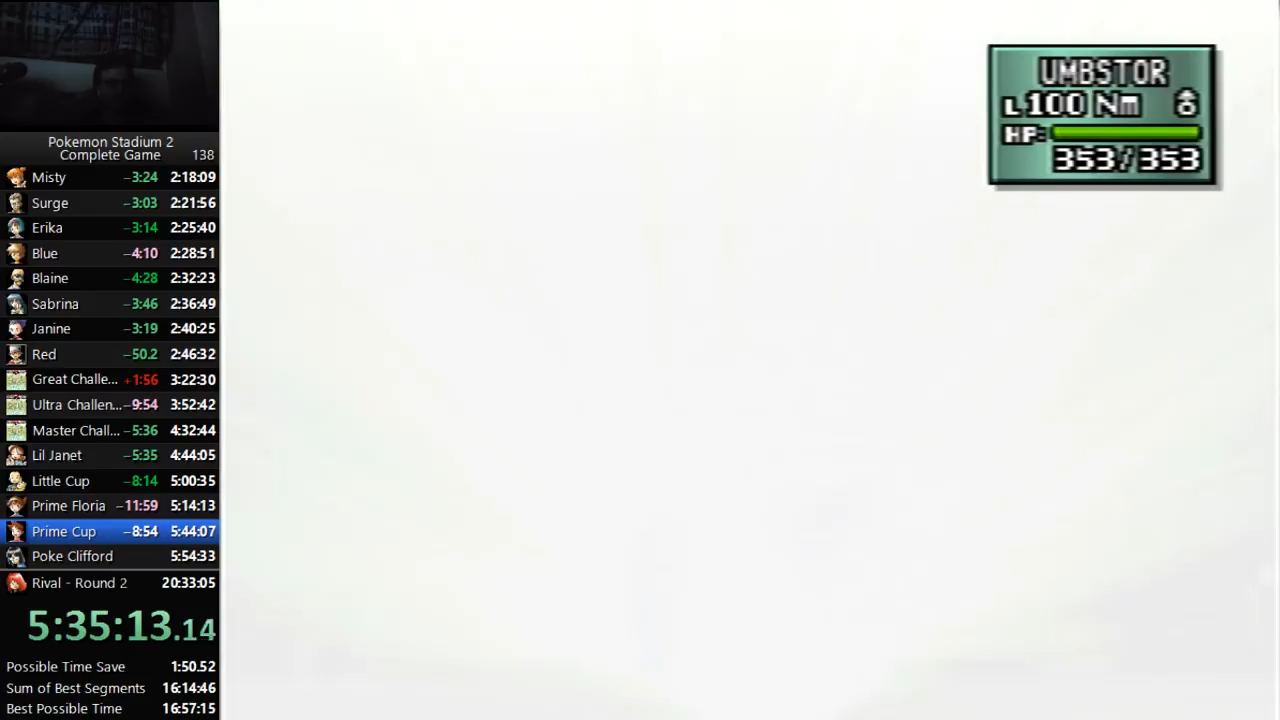 UMBSTOR
L100 Nm
HP:
353/353
Pokemon Stadium 2
Complete Game 138
Misty -3:24 2:18:09
Surge -3:03 2:21:56
Erika -3:14 2:25:40
Blue -4:10 2:28:51
Blaine -4:28 2:32:23
Sabrina -3:46 2:36:49
Janine -3:19 2:40:25
Red -50.2 2:46:32
Great Challe... +1:56 3:22:30
Ultra Challen... -9:54 3:52:42
Master Chall... -5:36 4:32:44
Lil Janet -5:35 4:44:05
Little Cup -8:14 5:00:35
Prime Floria -11:59 5:14:13
Prime Cup -8:54 5:44:07
Poke Clifford 5:54:33
Rival - Round 2 20:33:05
5:35:13.14
Possible Time Save 1:50.52
Sum of Best Segments 16:14:46
Best Possible Time 16:57:15